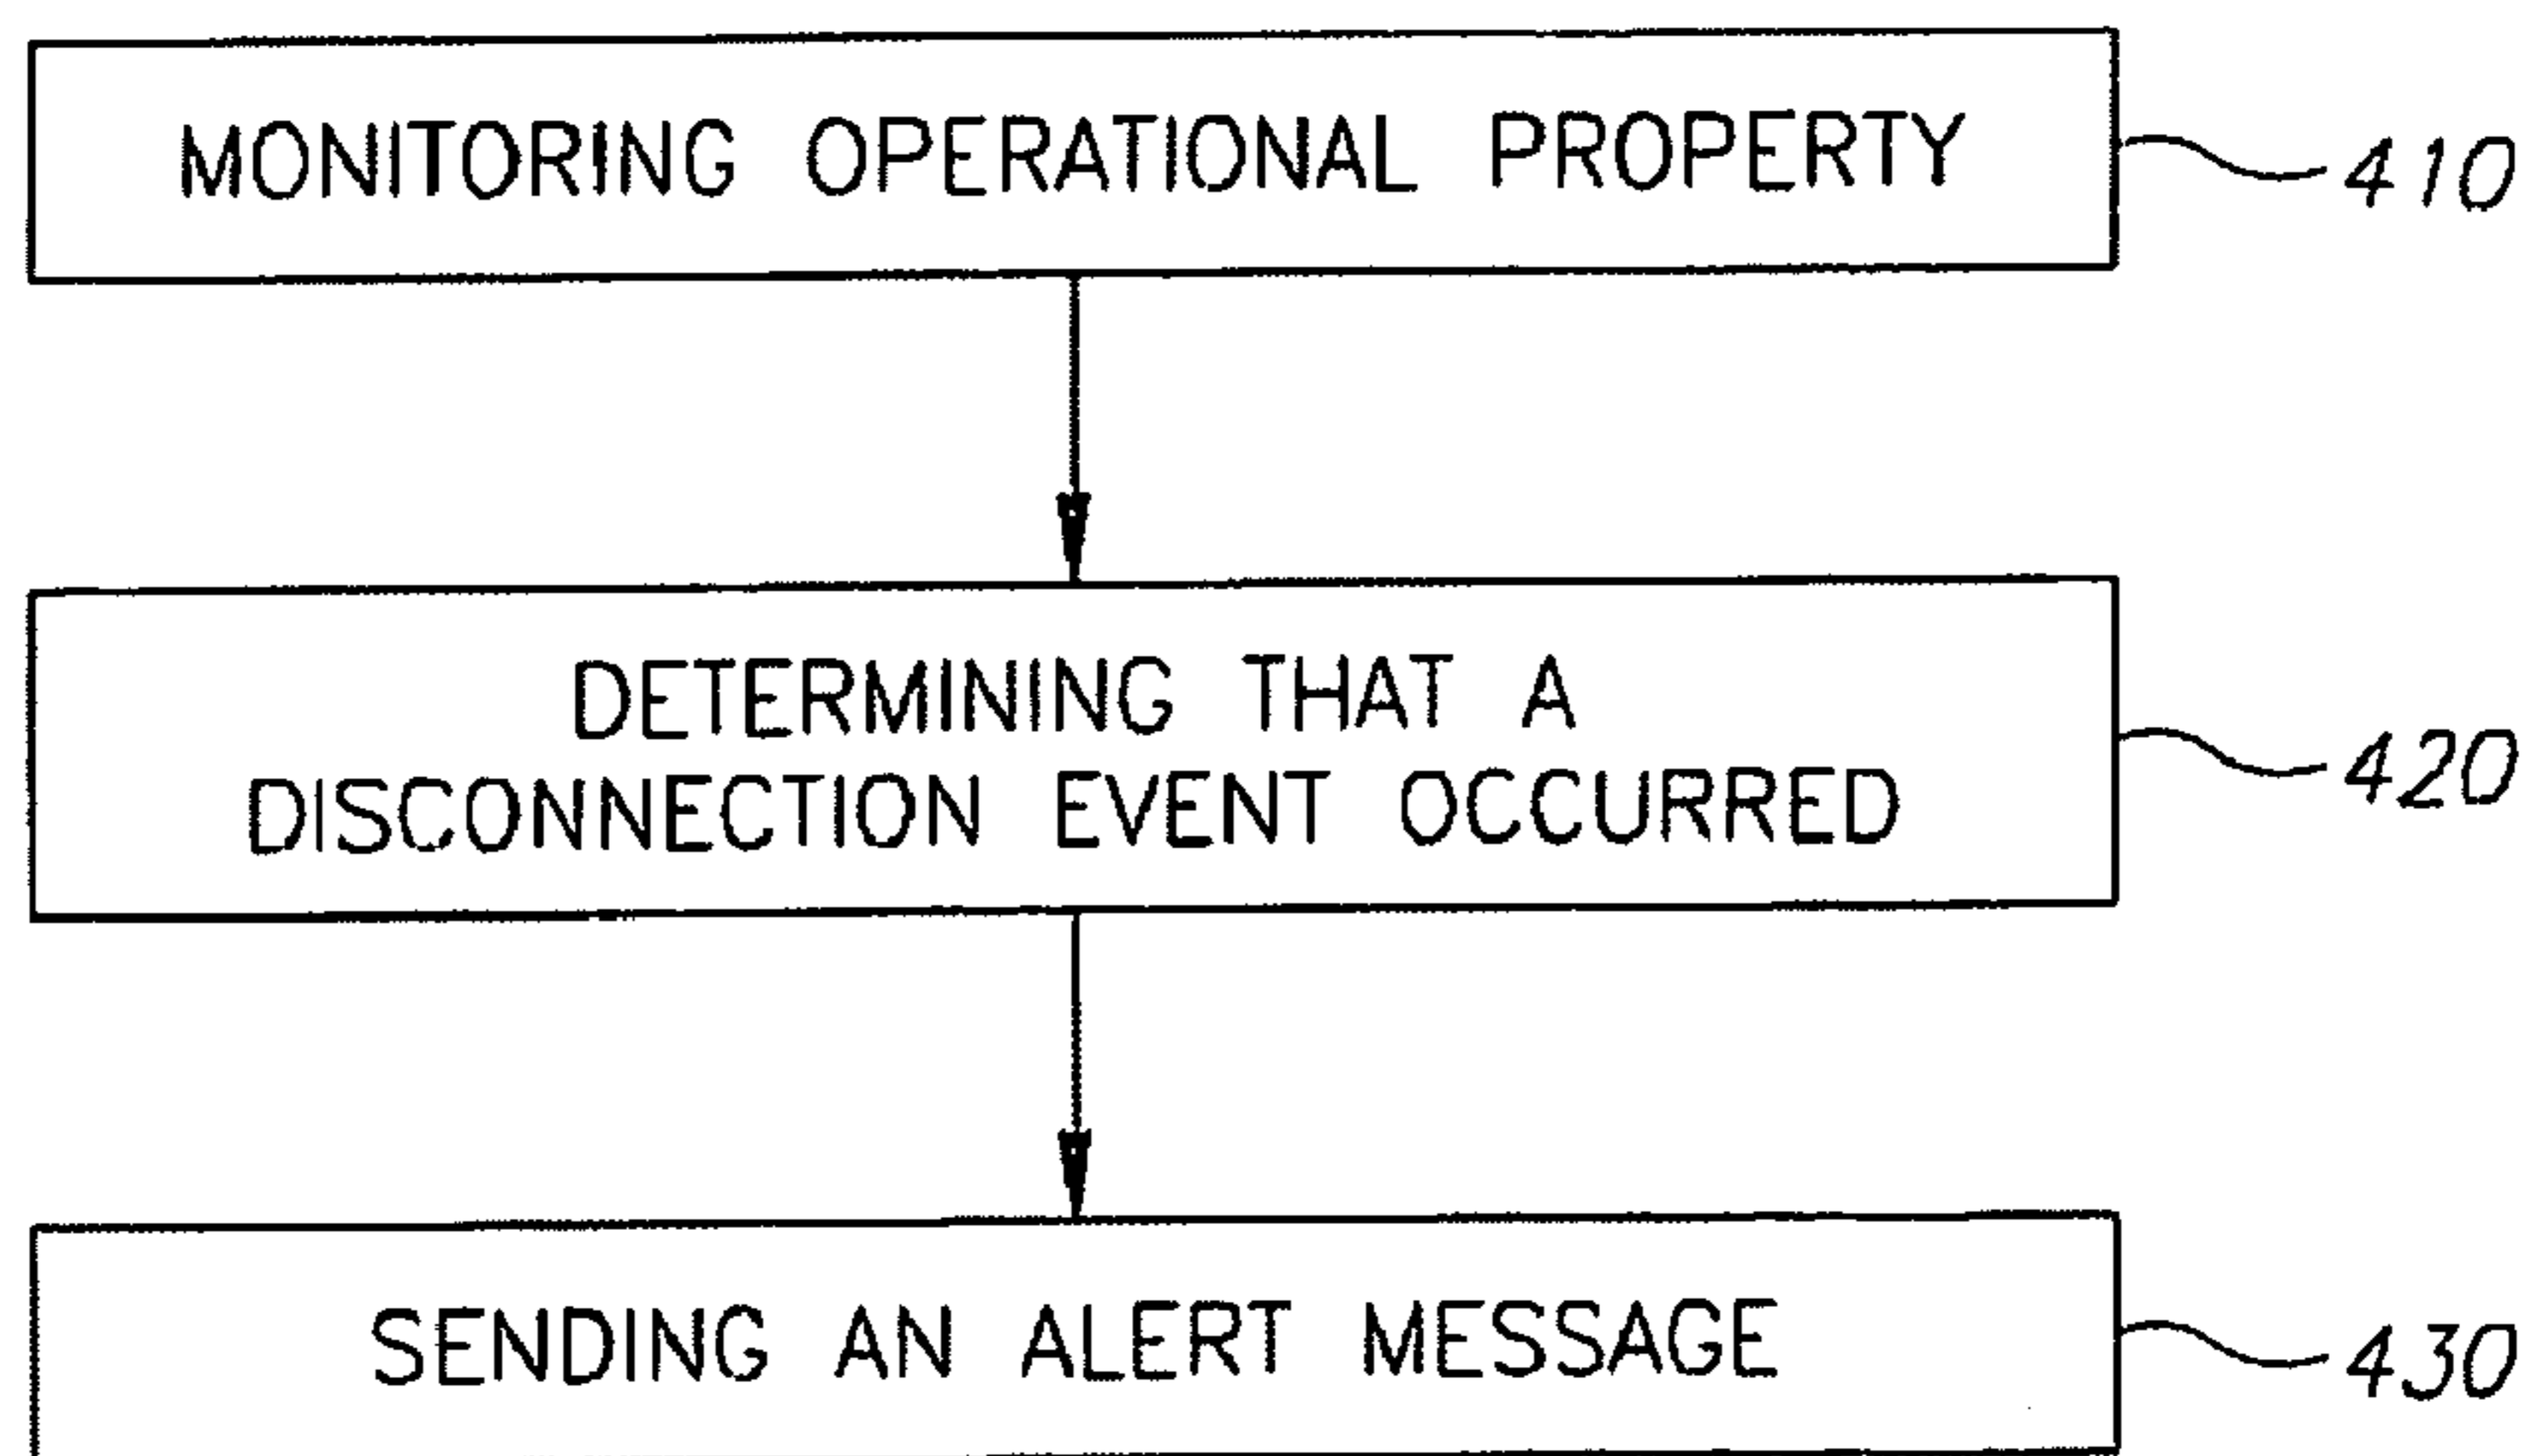 MONITORING OPERATIONAL PROPERTY
410
DETERMINING THAT A
DISCONNECTION EVENT OCCURRED
420
SENDING AN ALERT MESSAGE
430